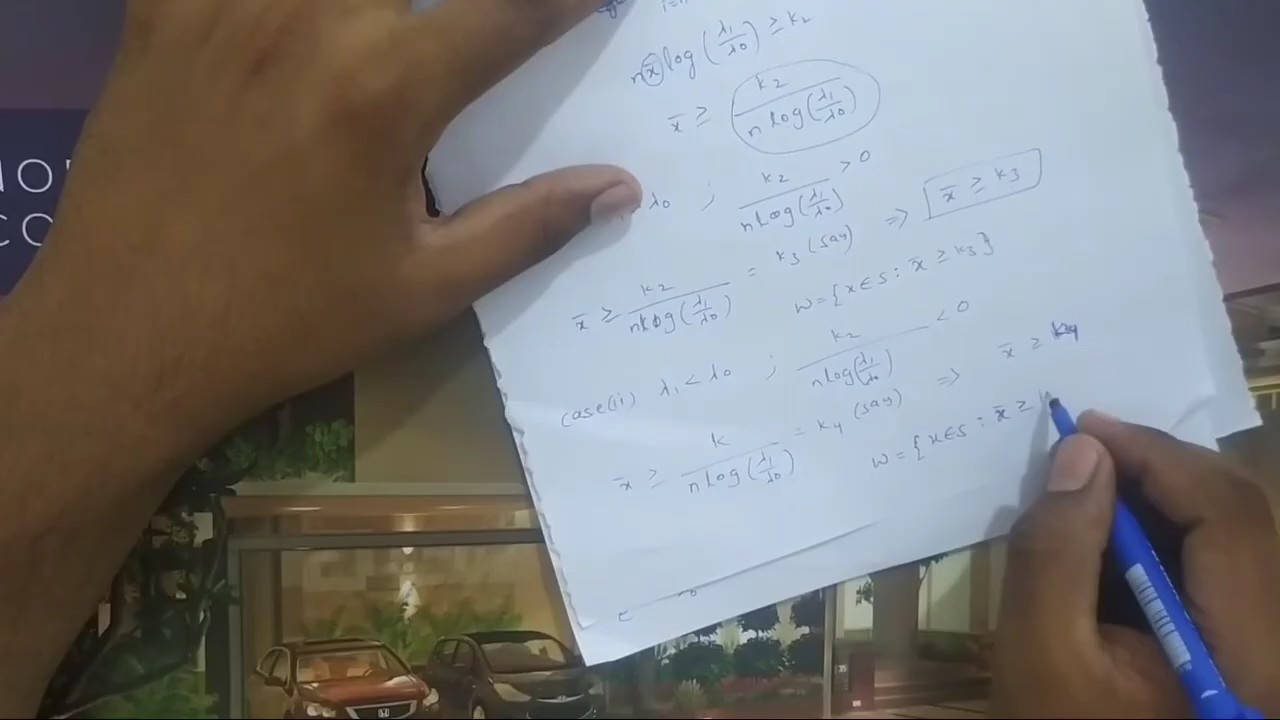 i=1
n x̄ log (λ₁/λ₀) ≥ k₂
x̄ ≥ k₂ / n log(λ₁/λ₀)
λ₀ ; k₂ / n log(λ₁/λ₀) > 0
x̄ ≥ k₂ / n log(λ₁/λ₀) = k₃ (say) ⇒ x̄ ≥ k₃
w = { x ∈ s : x̄ ≥ k₃ }
case(ii) λ₁ < λ₀ ; k₂ / n log(λ₁/λ₀) < 0
x̄ ≥ k / n log(λ₁/λ₀) = k₄ (say) ⇒ x̄ ≥ k₄
w = { x ∈ s : x̄ ≥